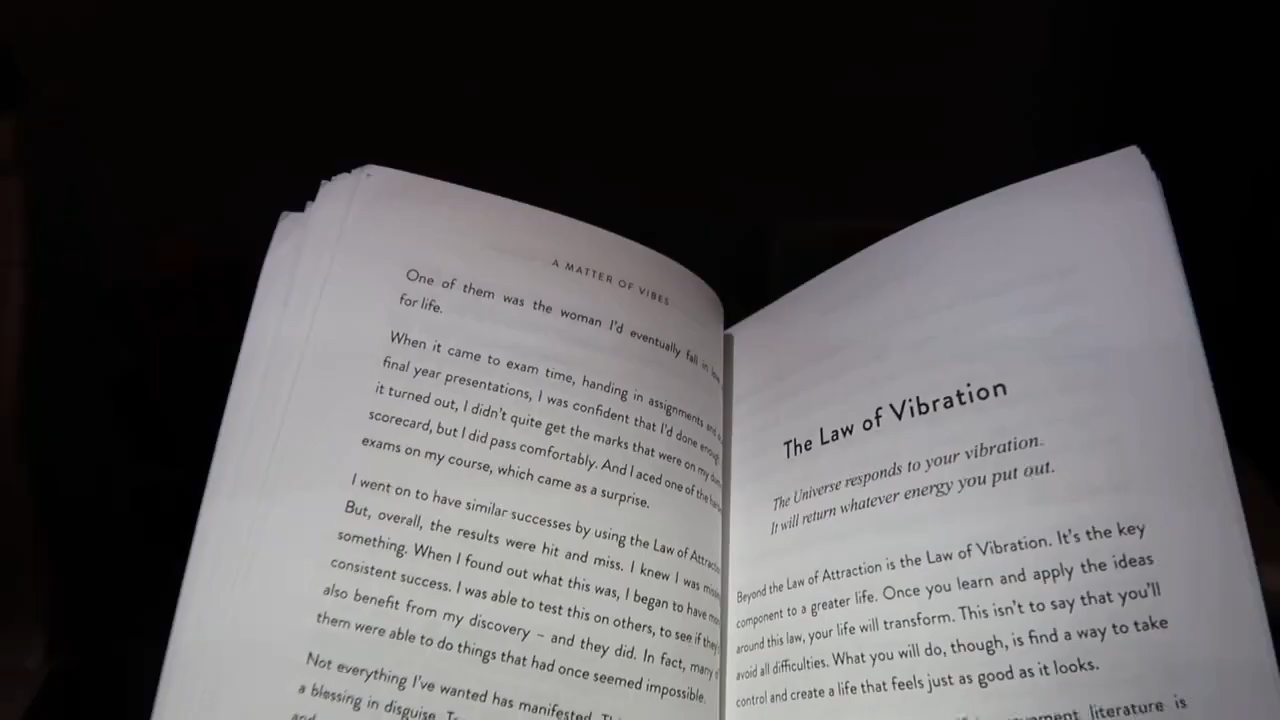 A MATTER OF VIBES
One of them was the woman I'd eventually fall in love
for life.
When it came to exam time, handing in assignments and
final year presentations, I was confident that I'd done enough
it turned out, I didn't quite get the marks that were on my
scorecard, but I did pass comfortably. And I aced one of the
exams on my course, which came as a surprise.
I went on to have similar successes by using the Law of Attraction
But, overall, the results were hit and miss. I knew I was
something. When I found out what this was, I began to have
consistent success. I was able to test this on others, to see if they
also benefit from my discovery – and they did. In fact, many
them were able to do things that had once seemed impossible.
Not everything I've wanted has manifested.
a blessing in disguise.
and
The Law of Vibration
The Universe responds to your vibration.
It will return whatever energy you put out.
Beyond the Law of Attraction is the Law of Vibration. It's the key
component to a greater life. Once you learn and apply the ideas
around this law, your life will transform. This isn't to say that you'll
avoid all difficulties. What you will do, though, is find a way to take
control and create a life that feels just as good as it looks.
literature is